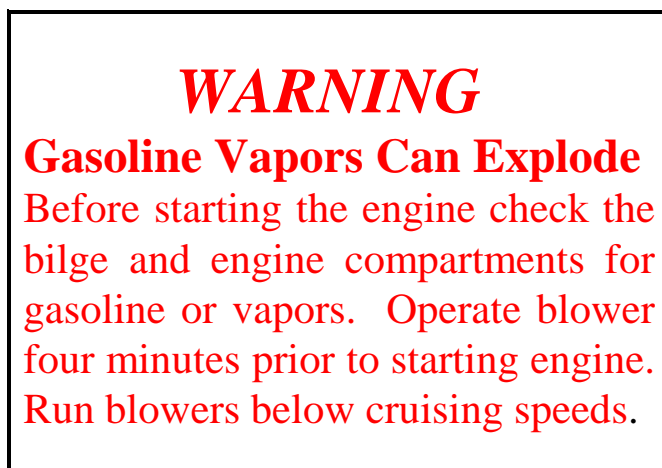 WARNING
Gasoline Vapors Can Explode
Before starting the engine check the
bilge and engine compartments for
gasoline or vapors.  Operate blower
four minutes prior to starting engine.
Run blowers below cruising speeds.